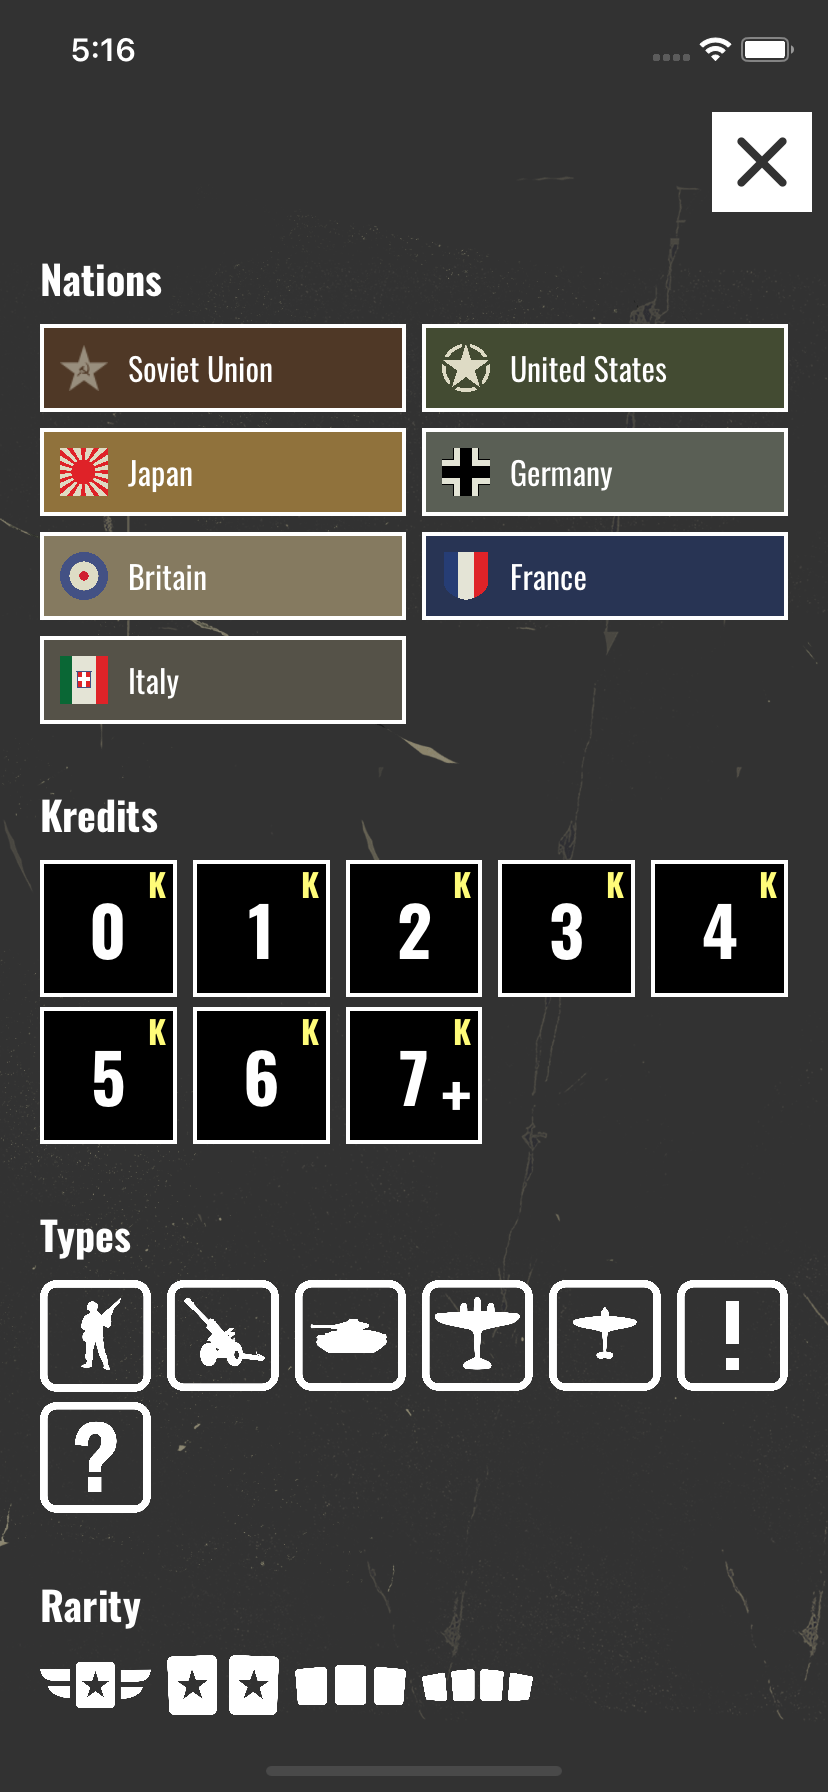 5:16
Nations
Soviet Union United States
Japan Germany
Britain France
Italy
Kredits
0 K 1 K 2 K 3 K 4 K
5 K 6 K 7+ K
Types
!
?
Rarity